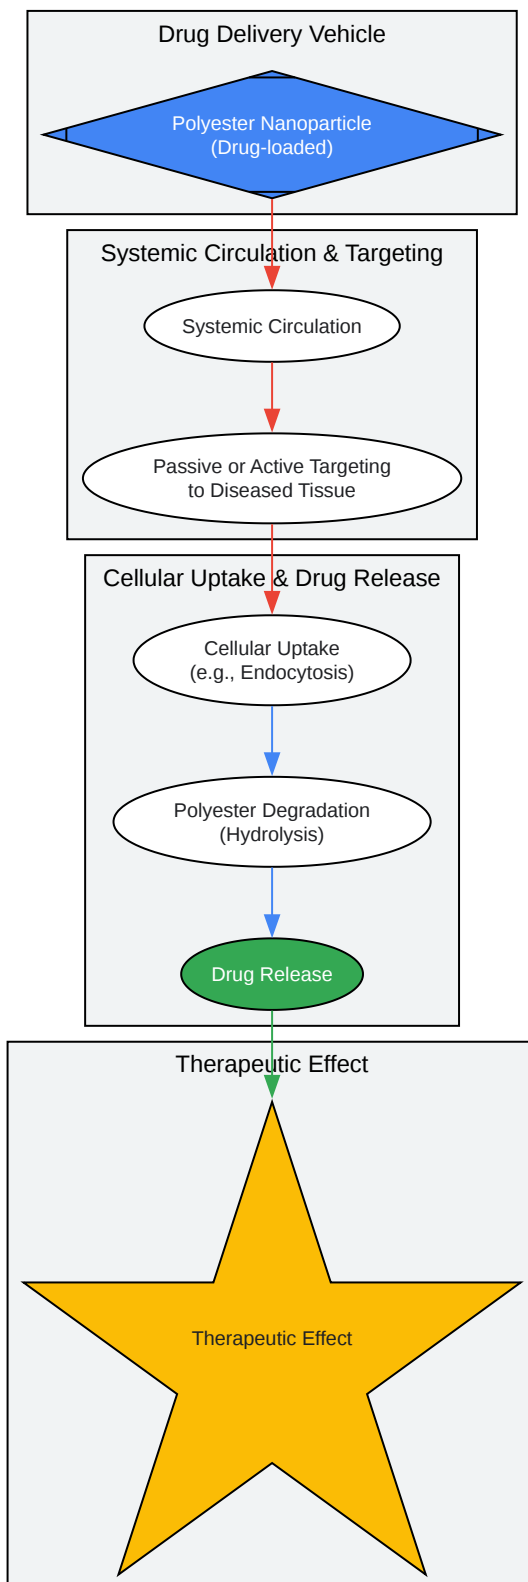 Drug Delivery Vehicle
Polyester Nanoparticle
(Drug-loaded)
Systemic Circulation & Targeting
Systemic Circulation
Passive or Active Targeting
to Diseased Tissue
Cellular Uptake & Drug Release
Cellular Uptake
(e.g., Endocytosis)
Polyester Degradation
(Hydrolysis)
Drug Release
Therapeutic Effect
Therapeutic Effect